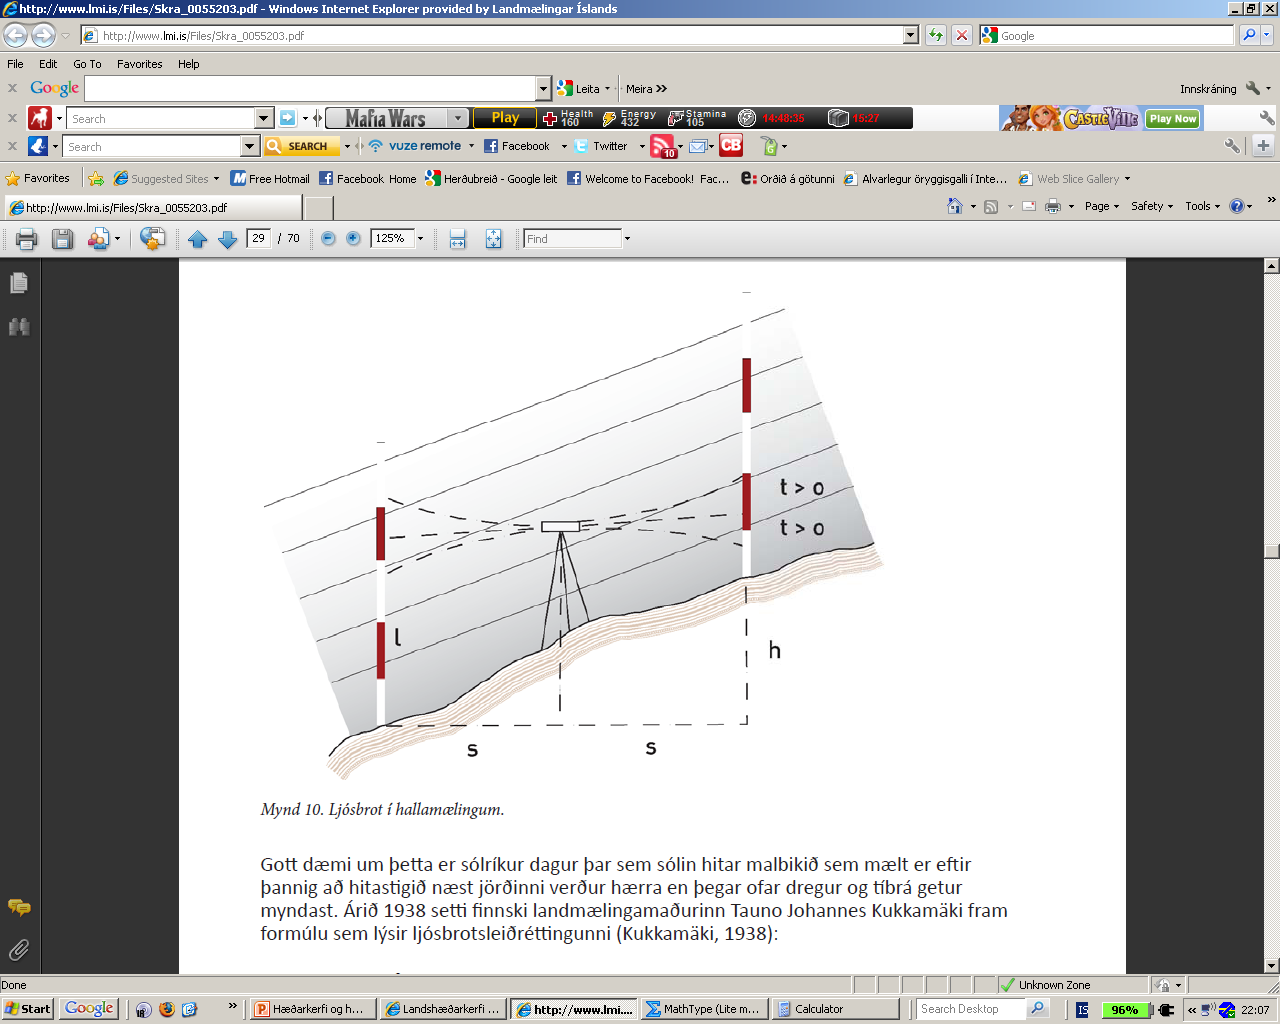 http://www.lmi.is/Files/Skra_0055203.pdf - Windows Internet Explorer provided by Landmælingar Íslands
http://www.lmi.is/Files/Skra_0055203.pdf
Google
File Edit Go To Favorites Help
Google Leita Meira Innskráning
Search Mafia Wars Play Health 160 Energy 432 Stamina 105 14:48:35 15:27 CastleVille Play Now
Search SEARCH vuze remote Facebook Twitter 10 CB
Favorites Suggested Sites Free Hotmail Facebook Home Herðubreið - Google leit Welcome to Facebook! Fac... Orðið á götunni Alvarlegur öryggisgalli í Inte... Web Slice Gallery
http://www.lmi.is/Files/Skra_0055203.pdf Page Safety Tools
29 / 70 125% Find
t > o
t > o
l
h
s s
Mynd 10. Ljósbrot í hallamælingum.
Gott dæmi um þetta er sólríkur dagur þar sem sólin hitar malbikið sem mælt er eftir
þannig að hitastigið næst jörðinni verður hærra en þegar ofar dregur og tíbrá getur
myndast. Árið 1938 setti finnski landmælingamaðurinn Tauno Johannes Kukkamäki fram
formúlu sem lýsir ljósbrotsleiðréttingunni (Kukkamäki, 1938):
Done Unknown Zone
Start Google Hæðarkerfi og h... Landshæðarkerfi ... http://www.lmi.... MathType (Lite m... Calculator Search Desktop IS 96% 22:07